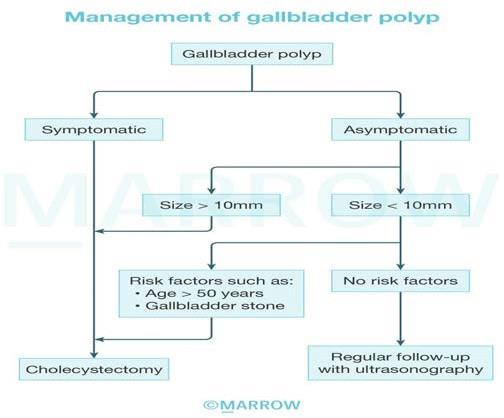 Management of gallbladder polyp
Gallbladder polyp
Symptomatic
Asymptomatic
Size > 10mm
Size < 10mm
Risk factors such as:
• Age > 50 years
• Gallbladder stone
No risk factors
Cholecystectomy
Regular follow-up
with ultrasonography
©MARROW
MARROW